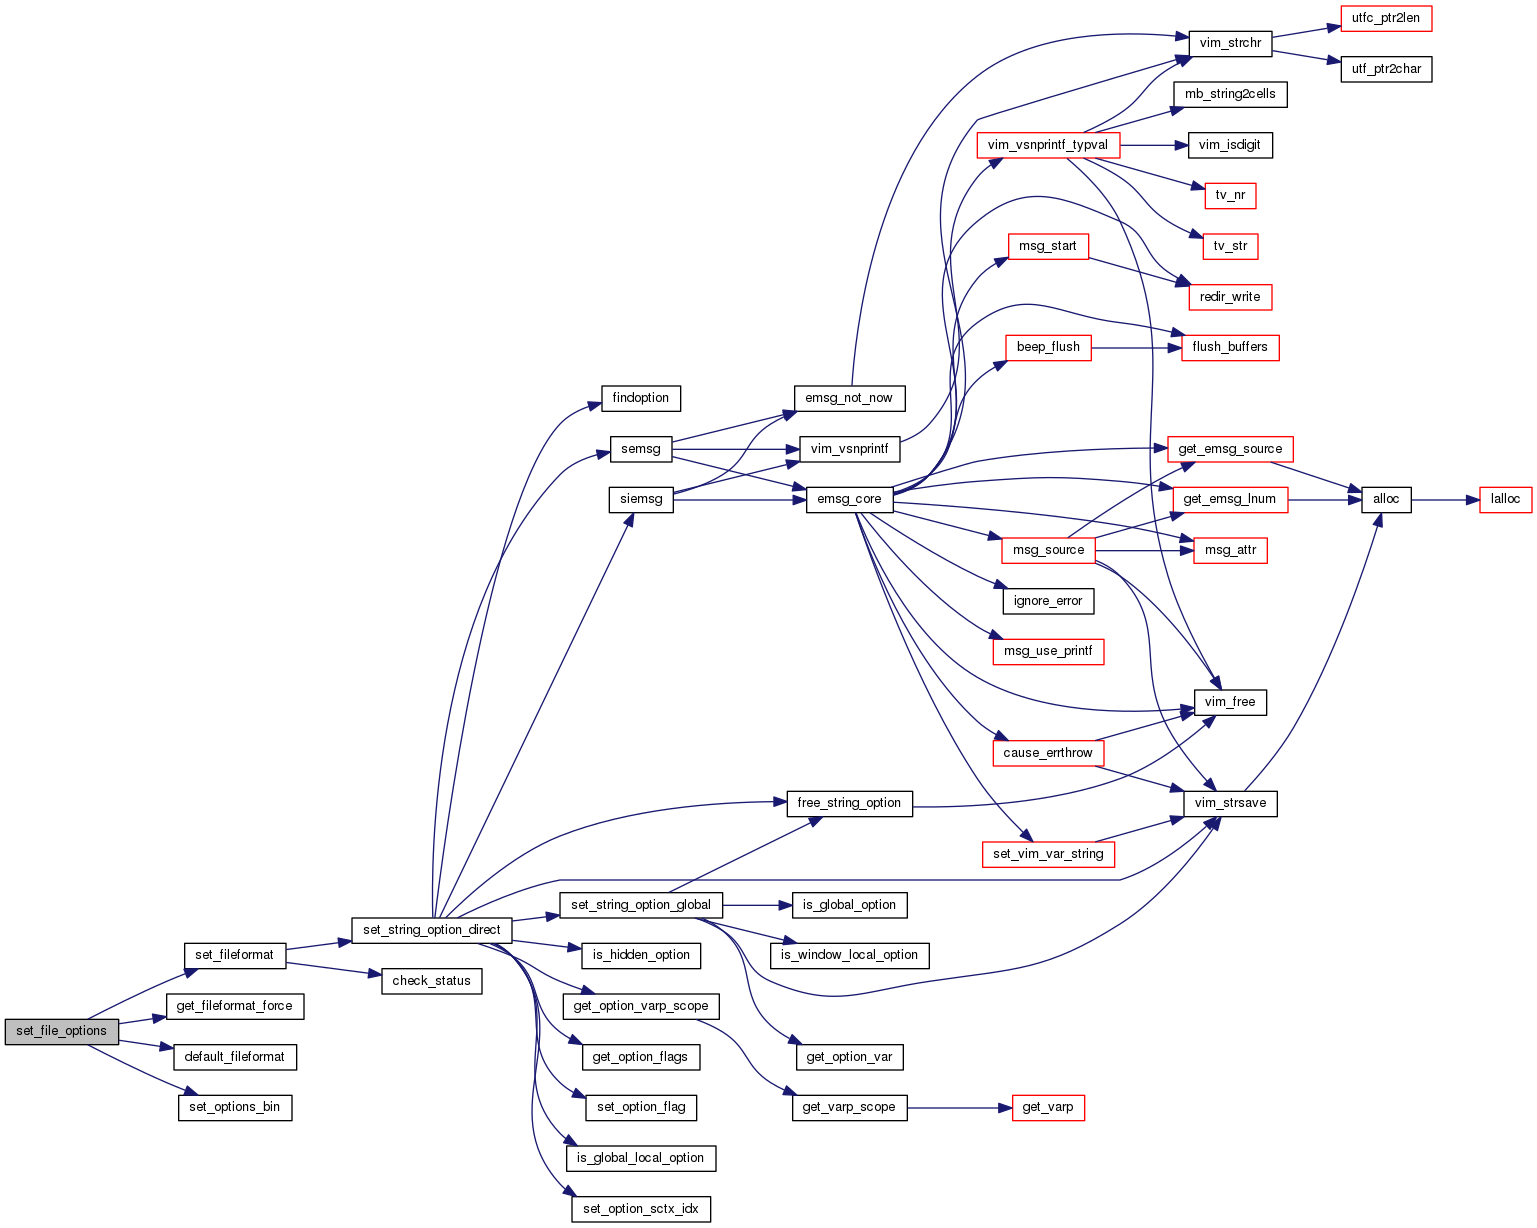 set_file_options
set_fileformat
get_fileformat_force
default_fileformat
set_options_bin
set_string_option_direct
check_status
findoption
semsg
siemsg
set_string_option_global
is_hidden_option
get_option_varp_scope
get_option_flags
set_option_flag
is_global_local_option
set_option_sctx_idx
emsg_not_now
vim_vsnprintf
emsg_core
free_string_option
is_global_option
is_window_local_option
get_option_var
get_varp_scope
vim_vsnprintf_typval
msg_start
beep_flush
msg_source
ignore_error
msg_use_printf
cause_errthrow
set_vim_var_string
get_varp
vim_strchr
mb_string2cells
vim_isdigit
tv_nr
tv_str
redir_write
flush_buffers
get_emsg_source
get_emsg_lnum
msg_attr
vim_free
vim_strsave
utfc_ptr2len
utf_ptr2char
alloc
lalloc